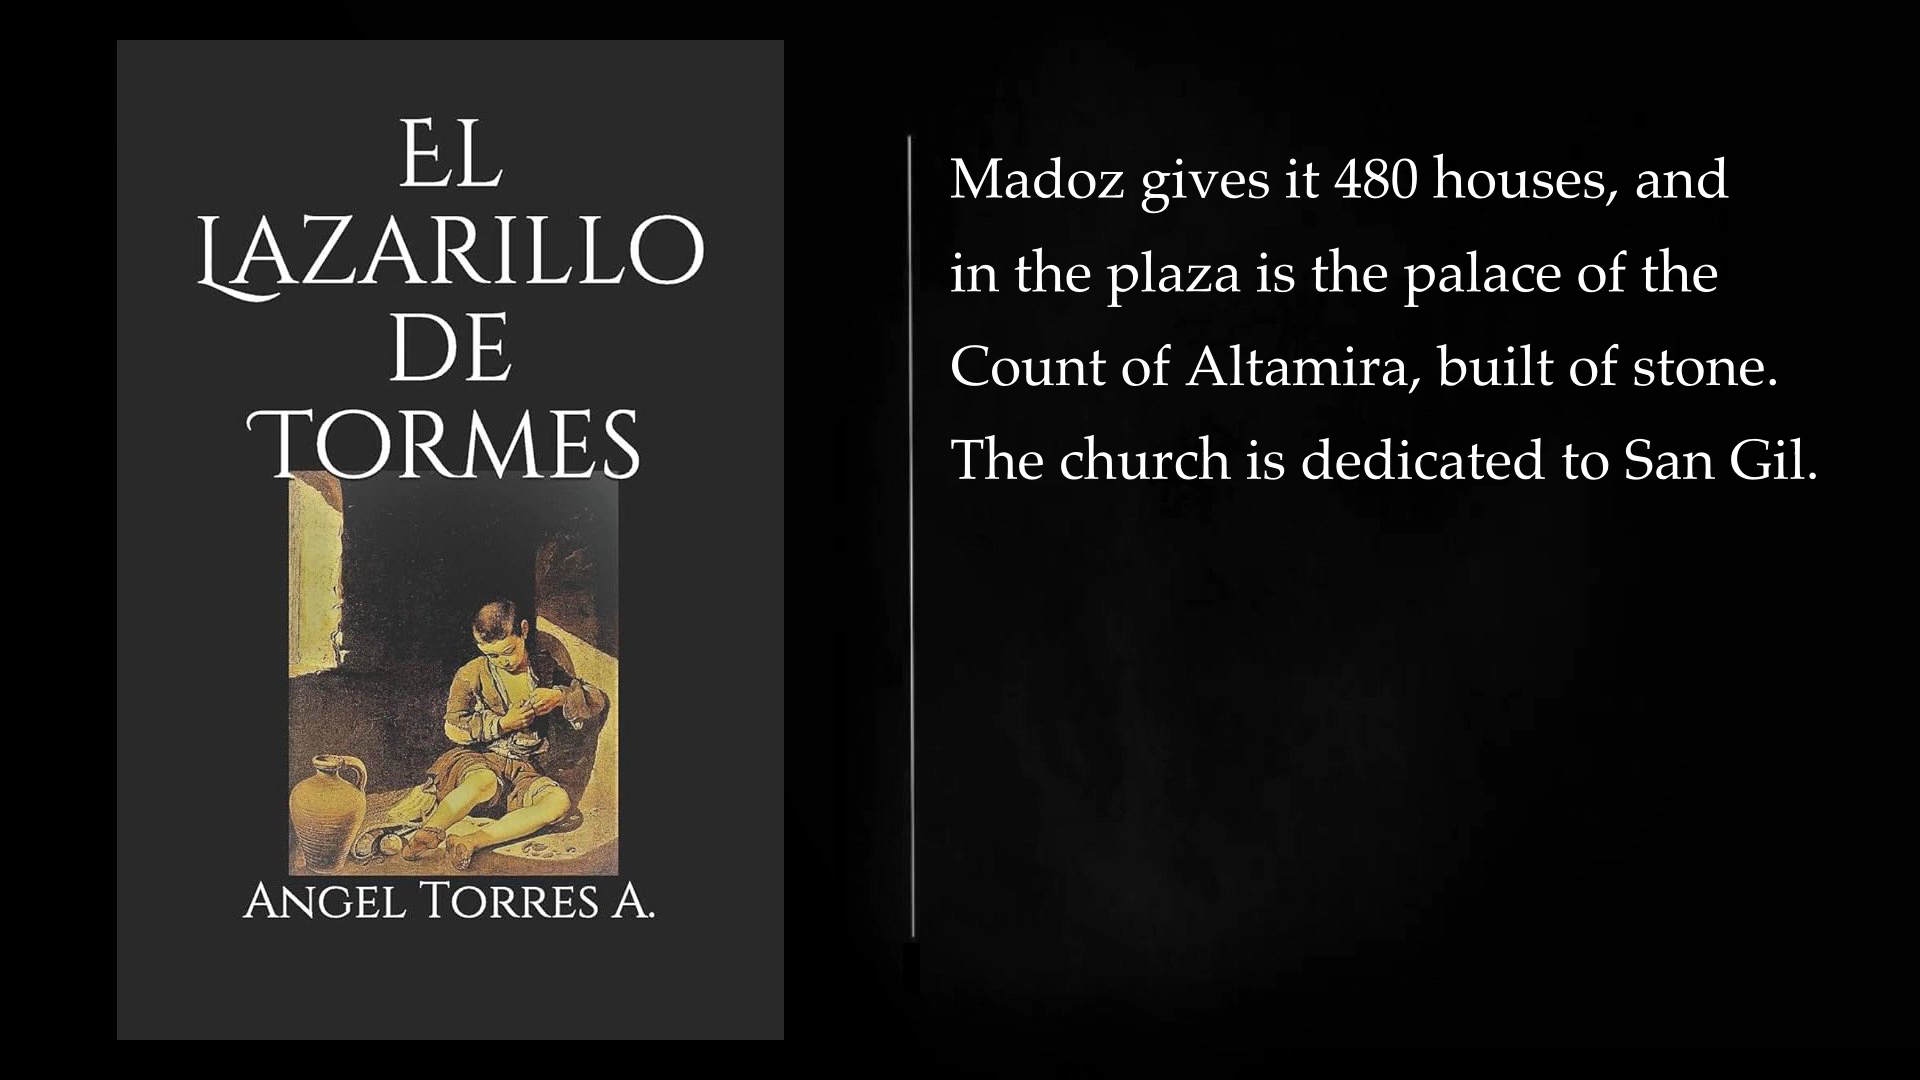 EL
LAZARILLO
DE
TORMES
ANGEL TORRES A.
Madoz gives it 480 houses, and
in the plaza is the palace of the
Count of Altamira, built of stone.
The church is dedicated to San Gil.